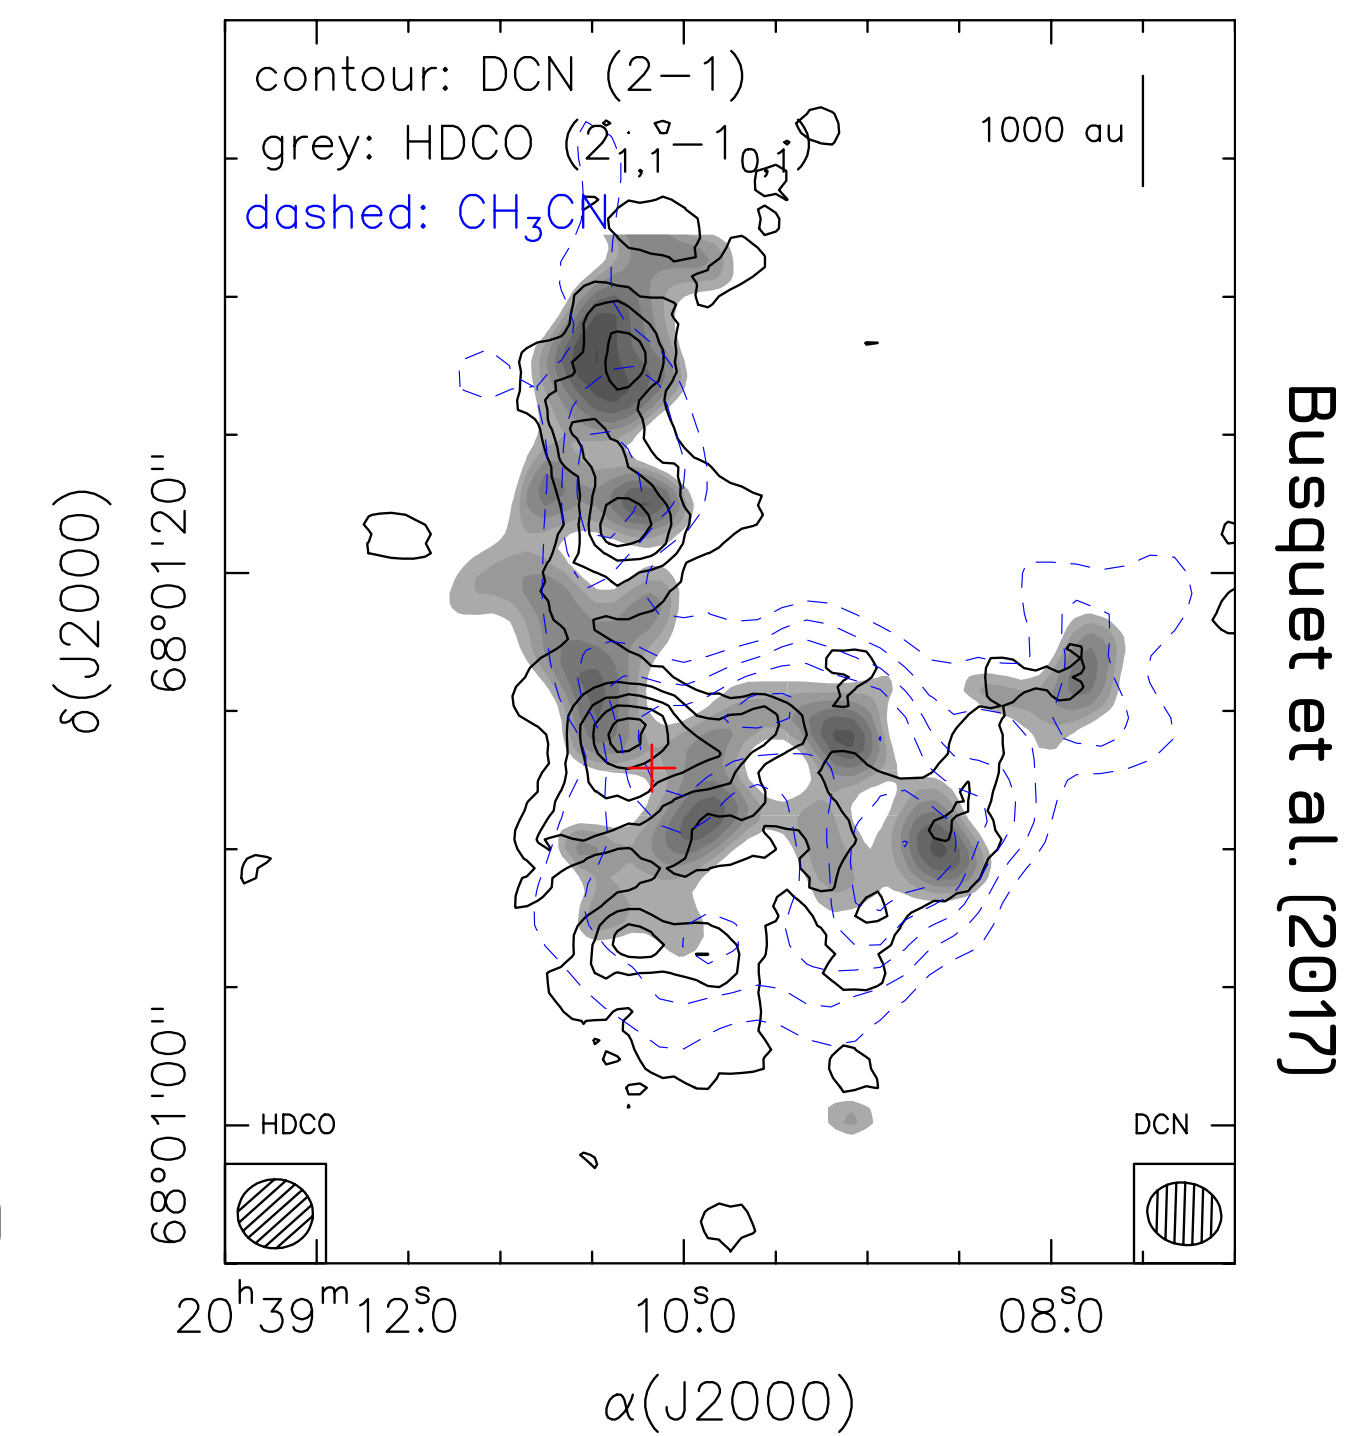 contour: DCN (2−1)
grey: HDCO (2₁,₁−1₀,₁)
dashed: CH₃CN
1000 au
δ(J2000)
68°01'20''
68°01'00''
HDCO
DCN
20ʰ39ᵐ12ˢ.0
10ˢ.0
08ˢ.0
α(J2000)
Busquet et al. (2017)